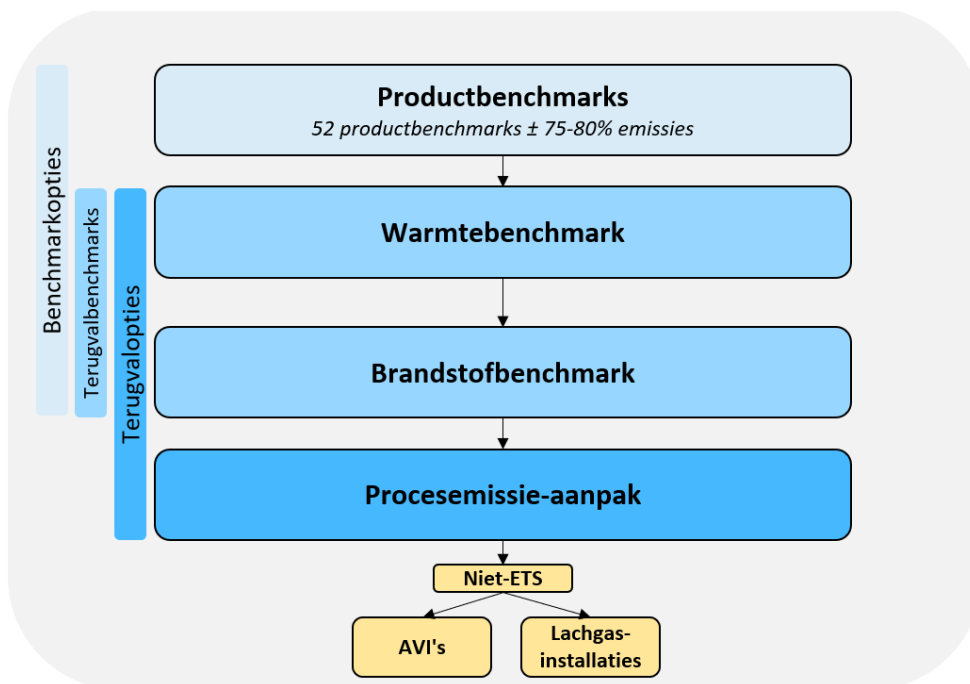 Benchmarkopties
Terugvalbenchmarks
Terugvalopties
Productbenchmarks
52 productbenchmarks ± 75-80% emissies
Warmtebenchmark
Brandstofbenchmark
Procesemissie-aanpak
Niet-ETS
AVI's
Lachgas-
installaties